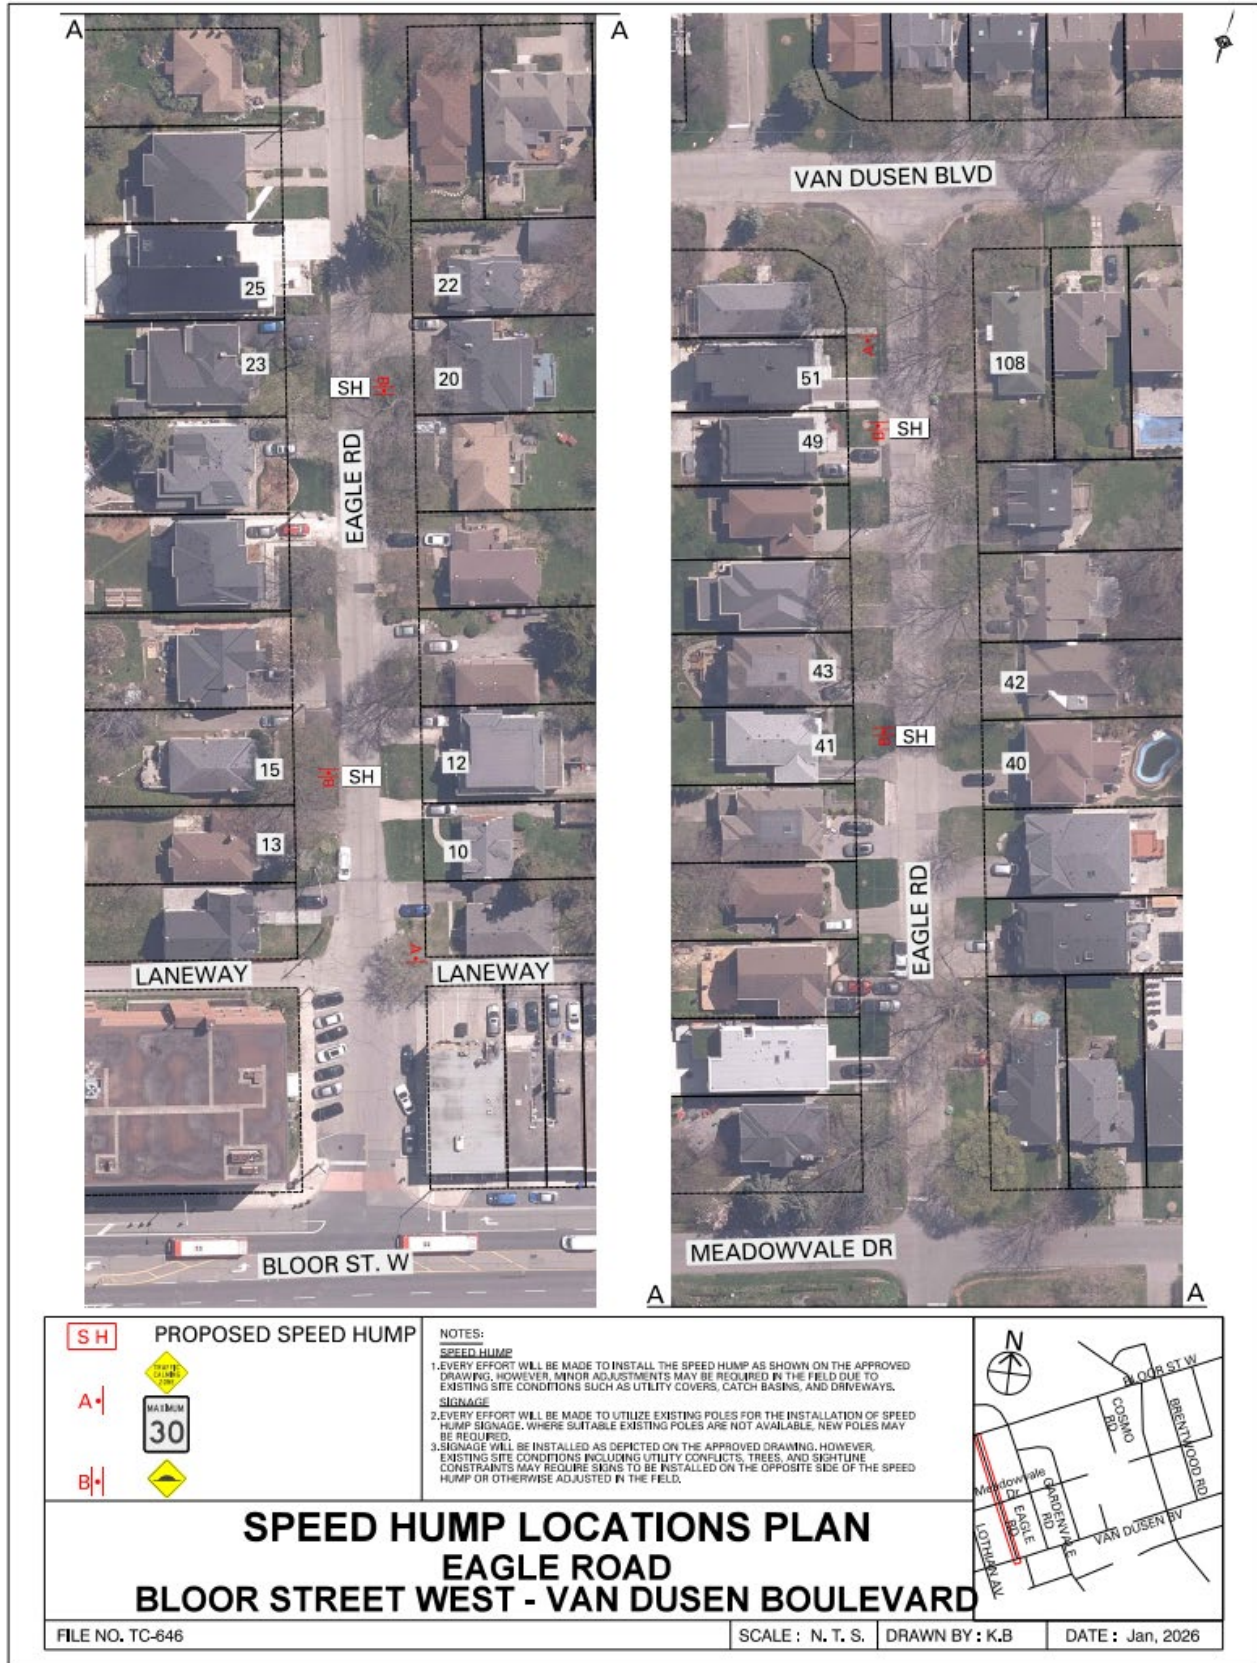 A
A
25
22
23
20
SH
B
EAGLE RD
15
12
B
SH
13
10
A
LANEWAY
LANEWAY
BLOOR ST. W
VAN DUSEN BLVD
A
51
108
49
B
SH
43
42
41
B
SH
40
EAGLE RD
MEADOWVALE DR
A
A
SH
PROPOSED SPEED HUMP
TRAFFIC
CALMING
ZONE
A
MAXIMUM
30
B
NOTES:
SPEED HUMP
1.EVERY EFFORT WILL BE MADE TO INSTALL THE SPEED HUMP AS SHOWN ON THE APPROVED
DRAWING. HOWEVER, MINOR ADJUSTMENTS MAY BE REQUIRED IN THE FIELD DUE TO
EXISTING SITE CONDITIONS SUCH AS UTILITY COVERS, CATCH BASINS, AND DRIVEWAYS.
SIGNAGE
2.EVERY EFFORT WILL BE MADE TO UTILIZE EXISTING POLES FOR THE INSTALLATION OF SPEED
HUMP SIGNAGE. WHERE SUITABLE EXISTING POLES ARE NOT AVAILABLE, NEW POLES MAY
BE REQUIRED.
3.SIGNAGE WILL BE INSTALLED AS DEPICTED ON THE APPROVED DRAWING. HOWEVER,
EXISTING SITE CONDITIONS INCLUDING UTILITY CONFLICTS, TREES, AND SIGHTLINE
CONSTRAINTS MAY REQUIRE SIGNS TO BE INSTALLED ON THE OPPOSITE SIDE OF THE SPEED
HUMP OR OTHERWISE ADJUSTED IN THE FIELD.
N
BLOOR ST W
COSMO
RD
BRENTWOOD RD
Meadowvale
Dr
EAGLE
RD
GARDENVALE
RD
LOTHIAN AV
VAN DUSEN BV
SPEED HUMP LOCATIONS PLAN
EAGLE ROAD
BLOOR STREET WEST - VAN DUSEN BOULEVARD
FILE NO. TC-646
SCALE : N. T. S.
DRAWN BY : K.B
DATE : Jan, 2026